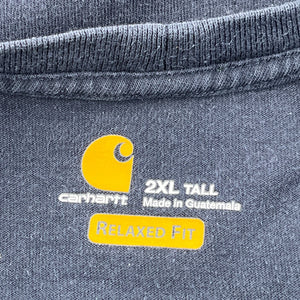 carhartt
2XL TALL
Made in Guatemala
RELAXED FIT